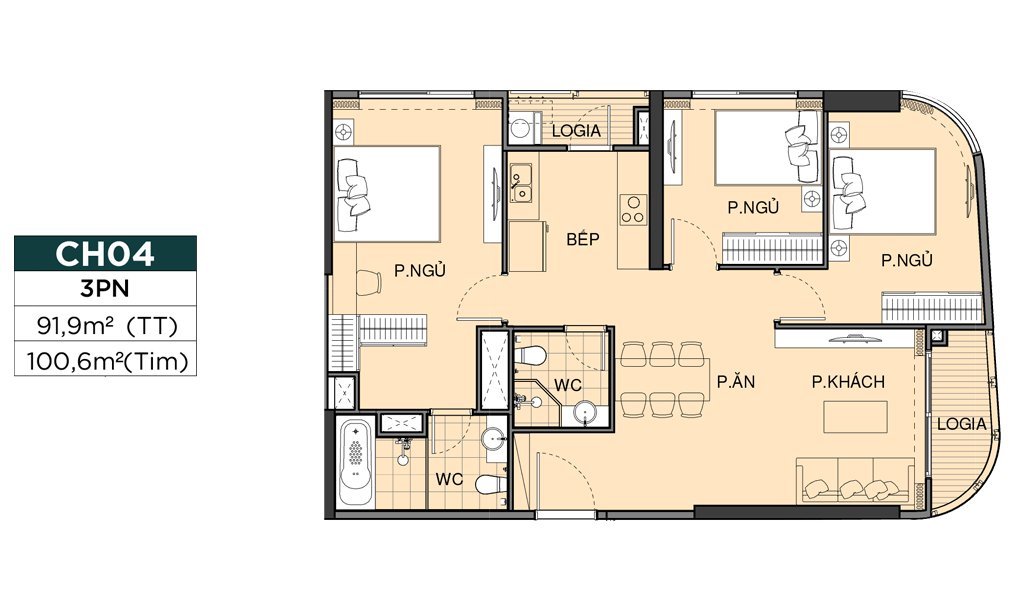 CH04
3PN
91,9m² (TT)
100,6m²(Tim)
LOGIA
P.NGỦ
BẾP
P.NGỦ
P.NGỦ
WC
P.ĂN
P.KHÁCH
LOGIA
WC